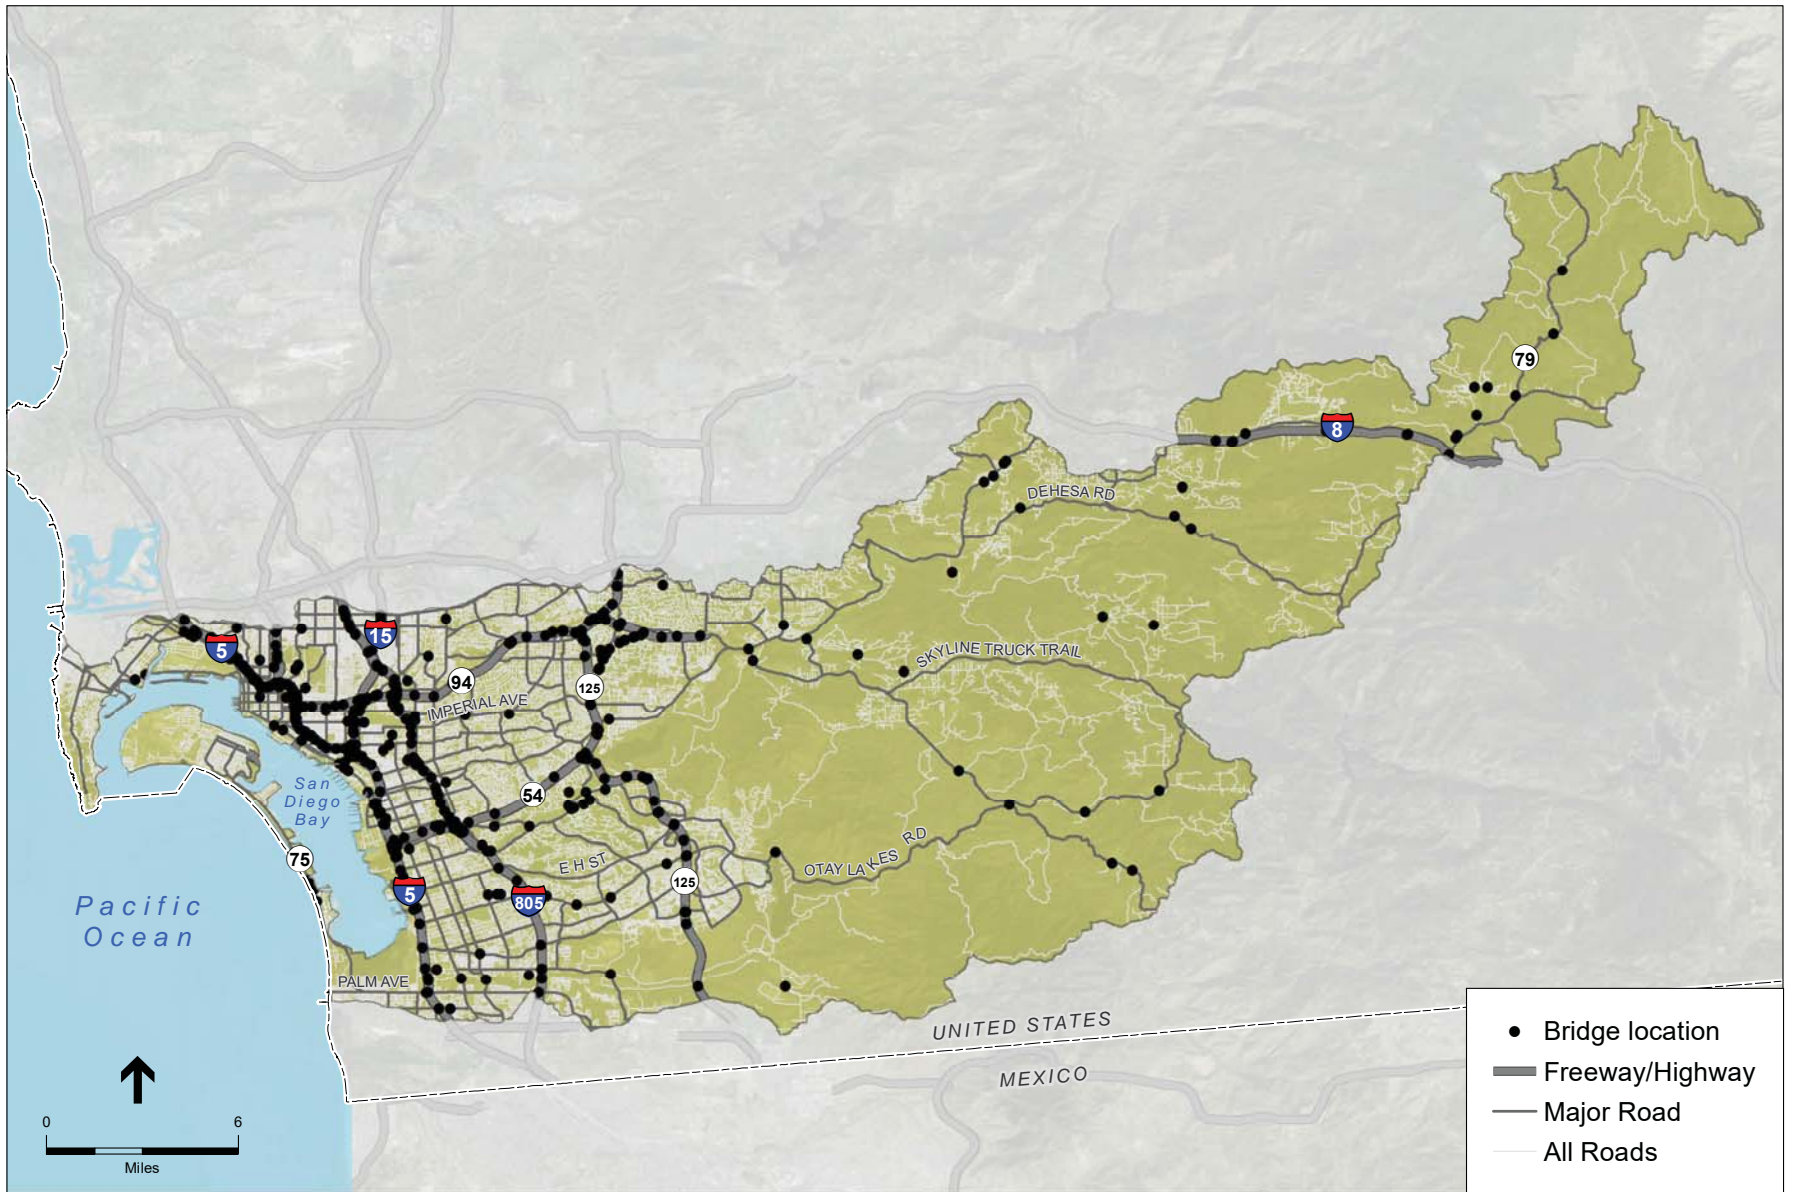 79
8
DEHESA RD
15
5
SKYLINE TRUCK TRAIL
94
125
IMPERIAL AVE
San
Diego
Bay
54
OTAY LAKES RD
75
E H ST
125
5
805
Pacific
Ocean
PALM AVE
UNITED STATES
MEXICO
0 6
Miles
Bridge location
Freeway/Highway
Major Road
All Roads